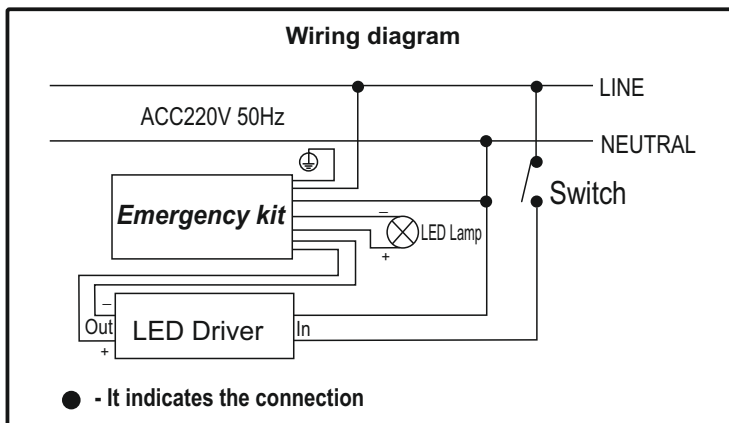 Wiring diagram
LINE
ACC220V 50Hz
NEUTRAL
Emergency kit
Switch
–
LED Lamp
+
–
Out
LED Driver
In
+
- It indicates the connection